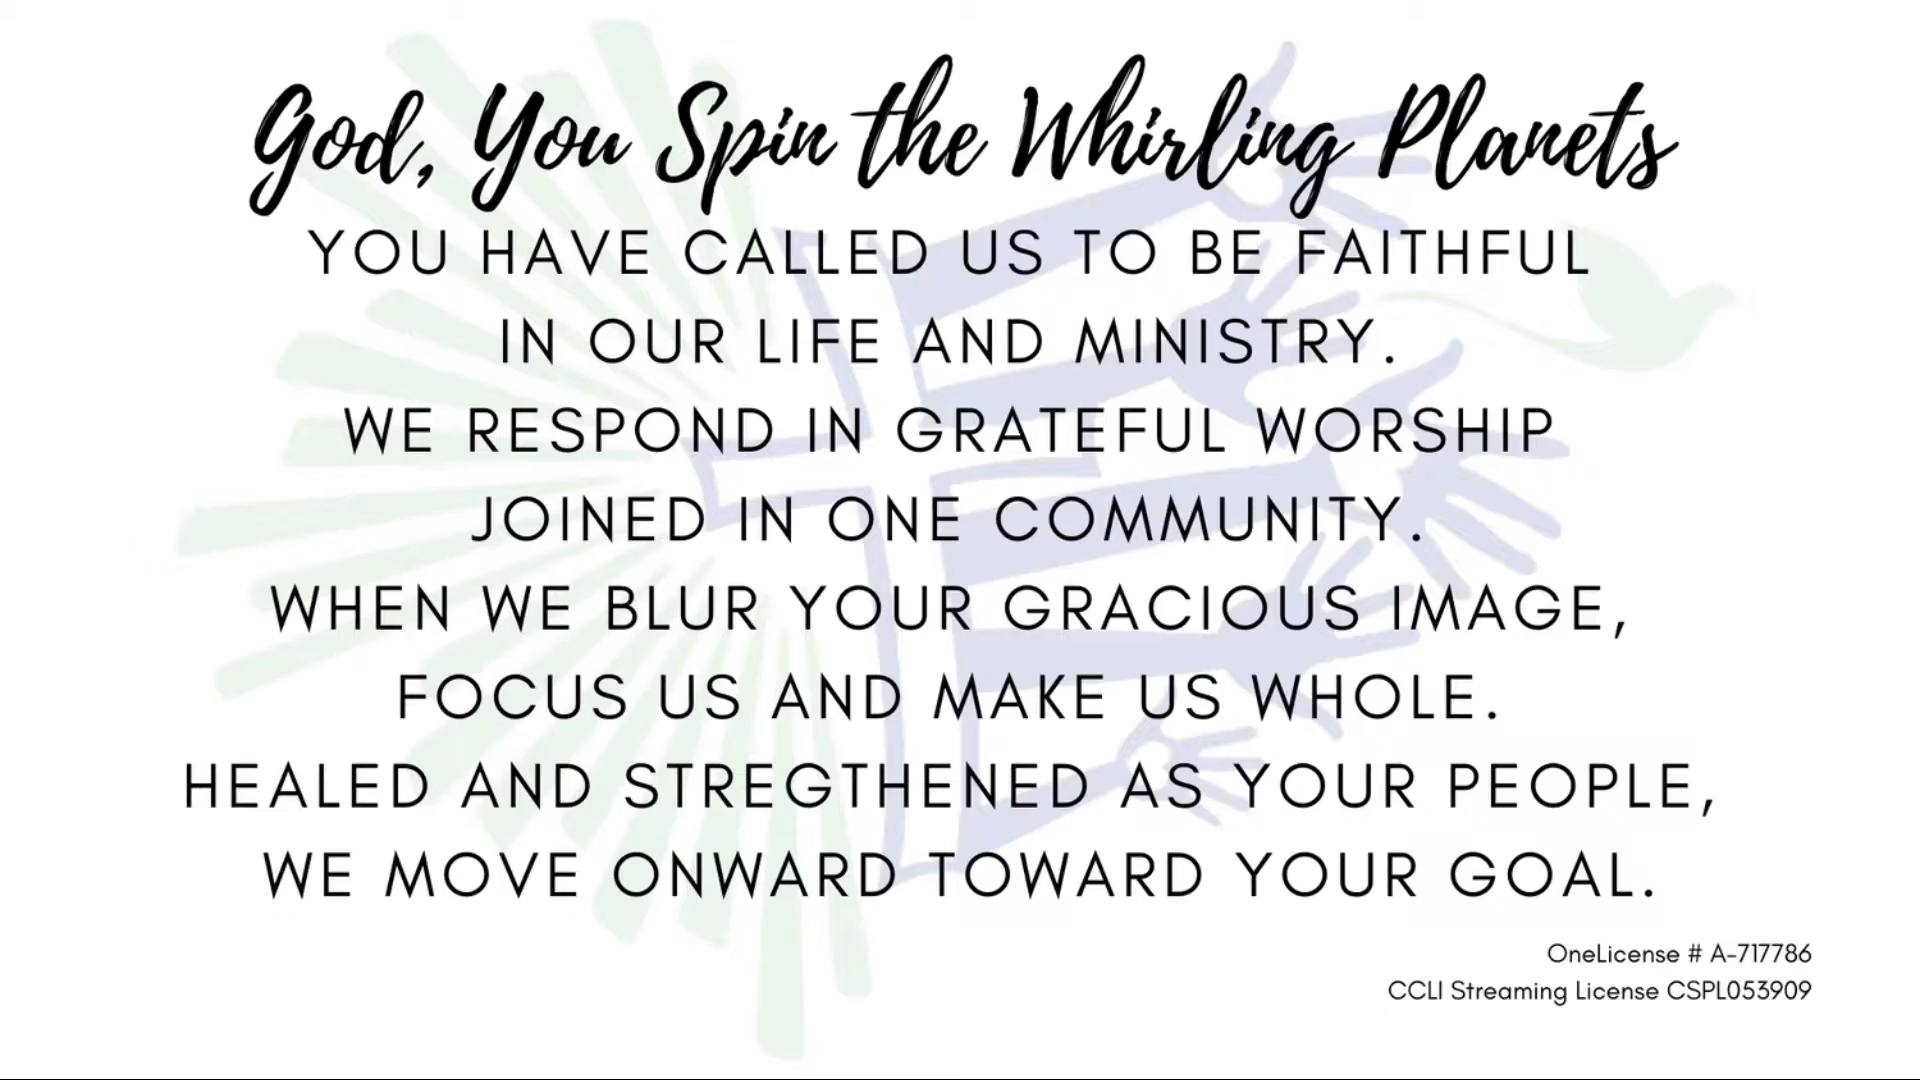 God, You Spin the Whirling Planets
YOU HAVE CALLED US TO BE FAITHFUL
IN OUR LIFE AND MINISTRY.
WE RESPOND IN GRATEFUL WORSHIP
JOINED IN ONE COMMUNITY.
WHEN WE BLUR YOUR GRACIOUS IMAGE,
FOCUS US AND MAKE US WHOLE.
HEALED AND STREGTHENED AS YOUR PEOPLE,
WE MOVE ONWARD TOWARD YOUR GOAL.
OneLicense # A-717786
CCLI Streaming License CSPL053909